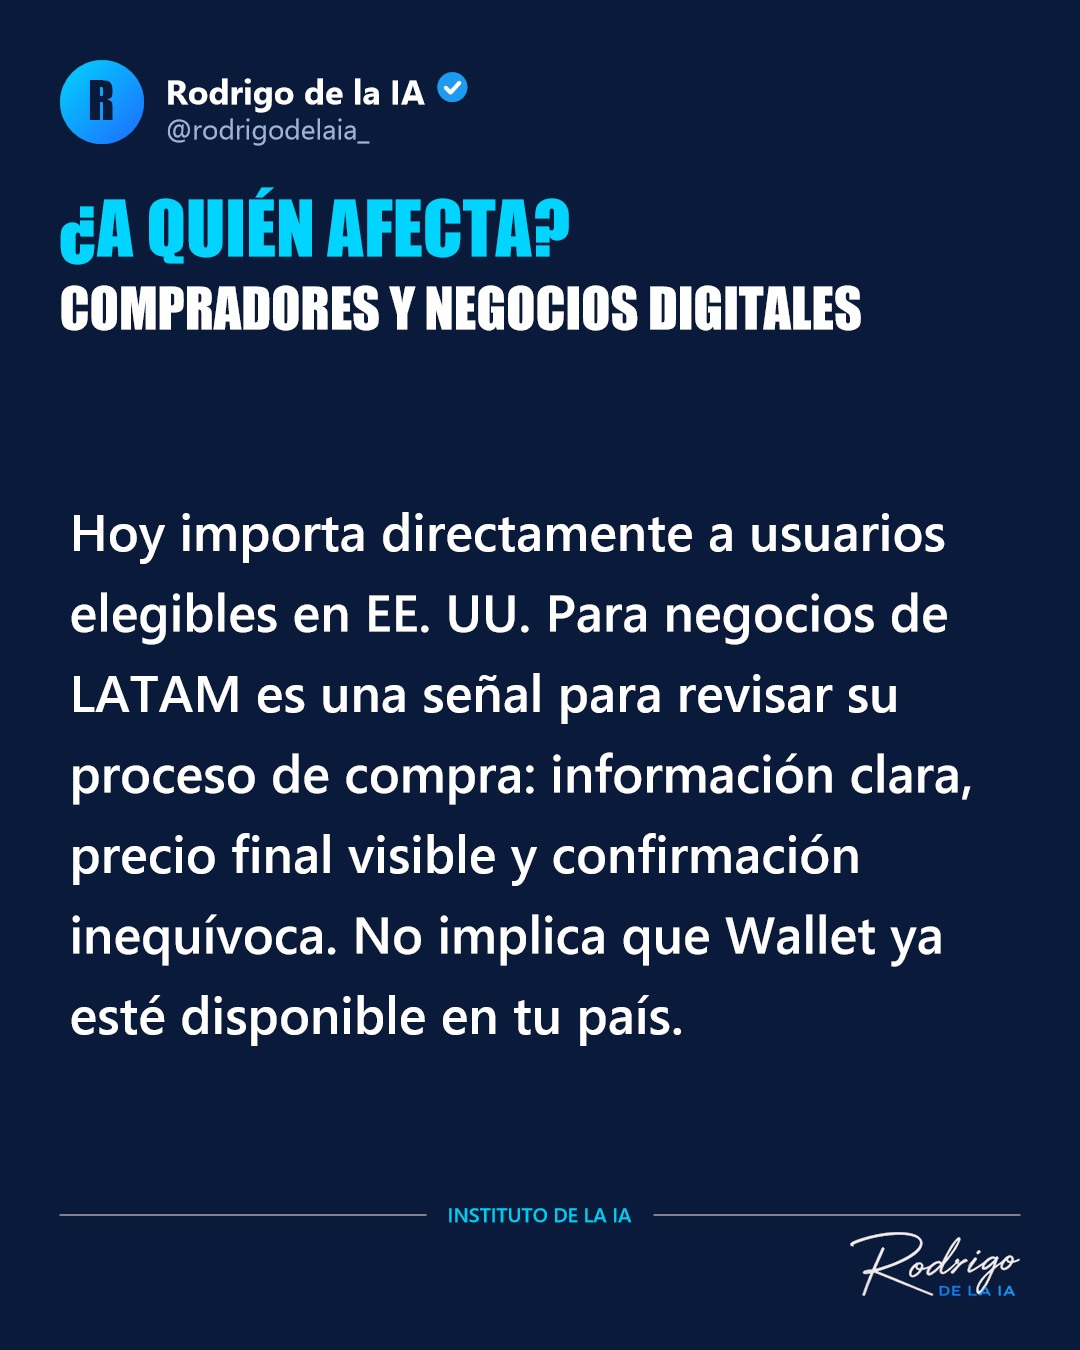 R
Rodrigo de la IA
@rodrigodelaia_
¿A QUIÉN AFECTA?
COMPRADORES Y NEGOCIOS DIGITALES
Hoy importa directamente a usuarios
elegibles en EE. UU. Para negocios de
LATAM es una señal para revisar su
proceso de compra: información clara,
precio final visible y confirmación
inequívoca. No implica que Wallet ya
esté disponible en tu país.
INSTITUTO DE LA IA
Rodrigo
DE LA IA